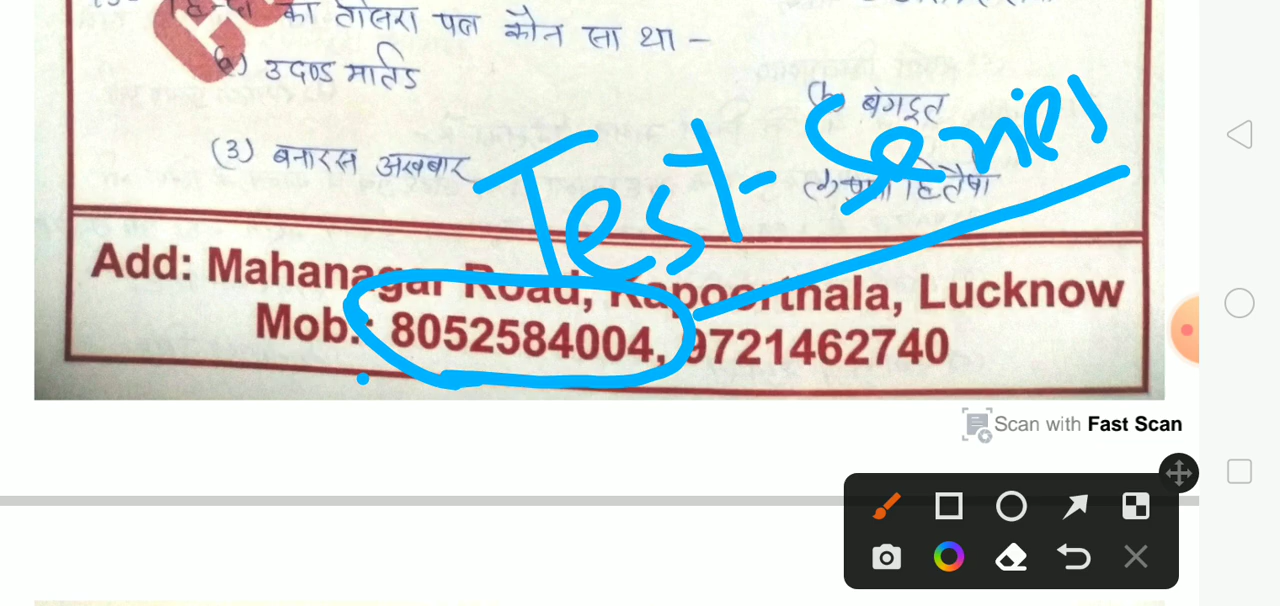 का तीसरा पत्र कौन सा था –
(a) उदण्ड मार्तण्ड
(b) बंगदूत
(3) बनारस अखबार
(d) प्रजा हितैषी
Test-Series
Add: Mahanagar Road, Kapoorthala, Lucknow
Mob.: 8052584004, 9721462740
Scan with Fast Scan